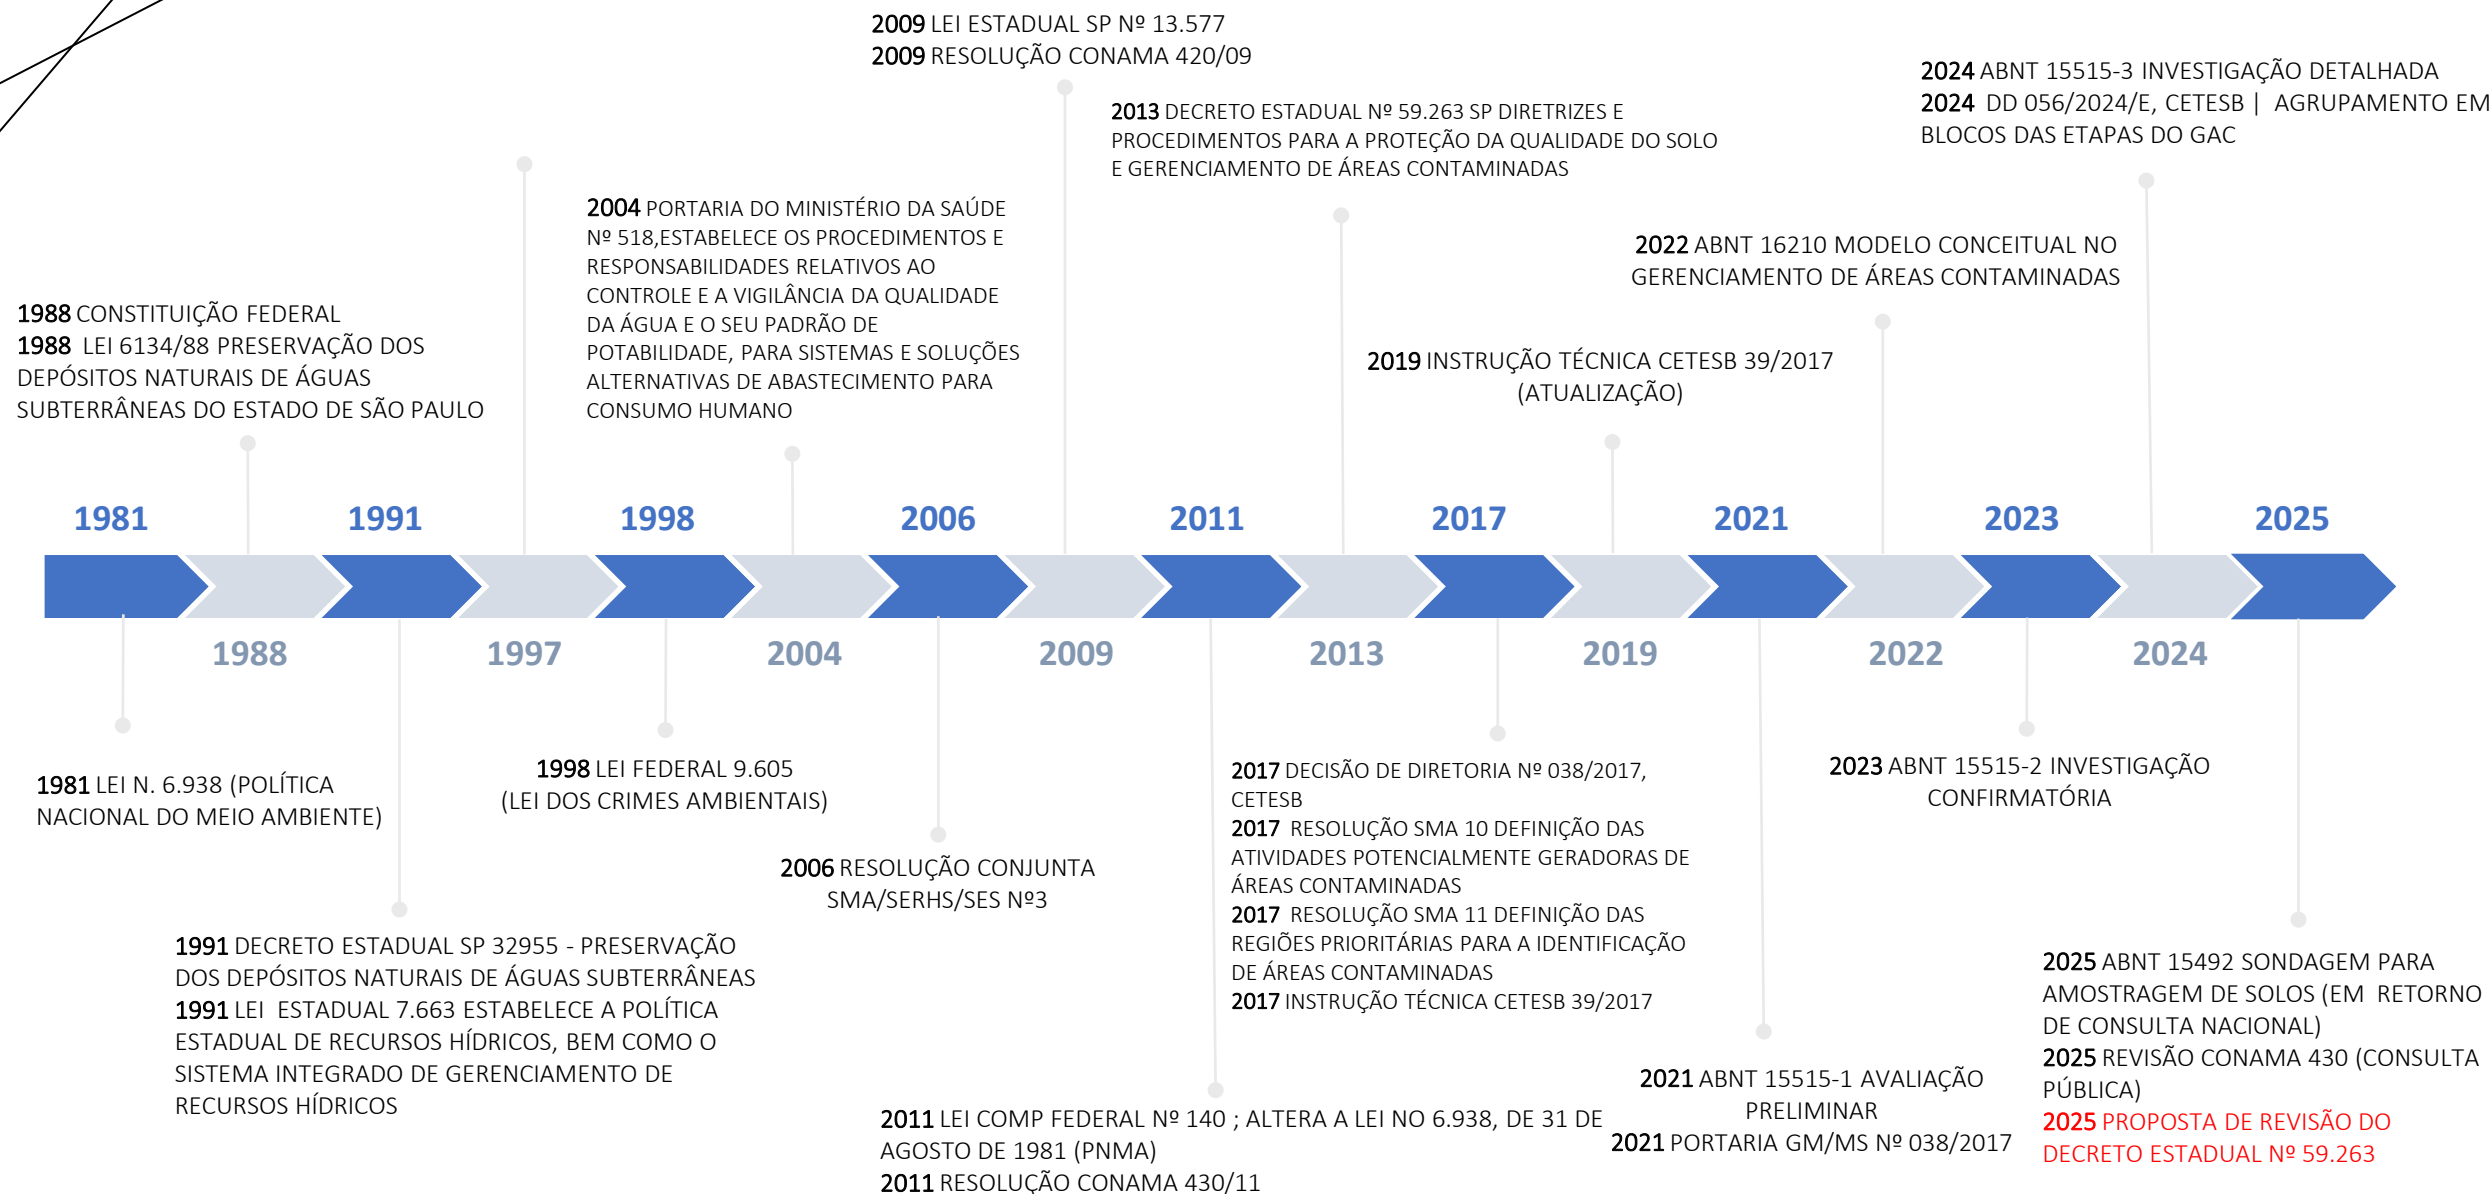 2009 LEI ESTADUAL SP Nº 13.577
2009 RESOLUÇÃO CONAMA 420/09
2024 ABNT 15515-3 INVESTIGAÇÃO DETALHADA
2024 DD 056/2024/E, CETESB | AGRUPAMENTO EM
BLOCOS DAS ETAPAS DO GAC
2013 DECRETO ESTADUAL Nº 59.263 SP DIRETRIZES E
PROCEDIMENTOS PARA A PROTEÇÃO DA QUALIDADE DO SOLO
E GERENCIAMENTO DE ÁREAS CONTAMINADAS
2004 PORTARIA DO MINISTÉRIO DA SAÚDE
Nº 518,ESTABELECE OS PROCEDIMENTOS E
RESPONSABILIDADES RELATIVOS AO
CONTROLE E A VIGILÂNCIA DA QUALIDADE
DA ÁGUA E O SEU PADRÃO DE
POTABILIDADE, PARA SISTEMAS E SOLUÇÕES
ALTERNATIVAS DE ABASTECIMENTO PARA
CONSUMO HUMANO
2022 ABNT 16210 MODELO CONCEITUAL NO
GERENCIAMENTO DE ÁREAS CONTAMINADAS
1988 CONSTITUIÇÃO FEDERAL
1988 LEI 6134/88 PRESERVAÇÃO DOS
DEPÓSITOS NATURAIS DE ÁGUAS
SUBTERRÂNEAS DO ESTADO DE SÃO PAULO
2019 INSTRUÇÃO TÉCNICA CETESB 39/2017
(ATUALIZAÇÃO)
1981
1991
1998
2006
2011
2017
2021
2023
2025
1988
1997
2004
2009
2013
2019
2022
2024
1981 LEI N. 6.938 (POLÍTICA
NACIONAL DO MEIO AMBIENTE)
1998 LEI FEDERAL 9.605
(LEI DOS CRIMES AMBIENTAIS)
2006 RESOLUÇÃO CONJUNTA
SMA/SERHS/SES Nº3
1991 DECRETO ESTADUAL SP 32955 - PRESERVAÇÃO
DOS DEPÓSITOS NATURAIS DE ÁGUAS SUBTERRÂNEAS
1991 LEI ESTADUAL 7.663 ESTABELECE A POLÍTICA
ESTADUAL DE RECURSOS HÍDRICOS, BEM COMO O
SISTEMA INTEGRADO DE GERENCIAMENTO DE
RECURSOS HÍDRICOS
2017 DECISÃO DE DIRETORIA Nº 038/2017,
CETESB
2017 RESOLUÇÃO SMA 10 DEFINIÇÃO DAS
ATIVIDADES POTENCIALMENTE GERADORAS DE
ÁREAS CONTAMINADAS
2017 RESOLUÇÃO SMA 11 DEFINIÇÃO DAS
REGIÕES PRIORITÁRIAS PARA A IDENTIFICAÇÃO
DE ÁREAS CONTAMINADAS
2017 INSTRUÇÃO TÉCNICA CETESB 39/2017
2011 LEI COMP FEDERAL Nº 140 ; ALTERA A LEI NO 6.938, DE 31 DE
AGOSTO DE 1981 (PNMA)
2011 RESOLUÇÃO CONAMA 430/11
2023 ABNT 15515-2 INVESTIGAÇÃO
CONFIRMATÓRIA
2021 ABNT 15515-1 AVALIAÇÃO
PRELIMINAR
2021 PORTARIA GM/MS Nº 038/2017
2025 ABNT 15492 SONDAGEM PARA
AMOSTRAGEM DE SOLOS (EM RETORNO
DE CONSULTA NACIONAL)
2025 REVISÃO CONAMA 430 (CONSULTA
PÚBLICA)
2025 PROPOSTA DE REVISÃO DO
DECRETO ESTADUAL Nº 59.263